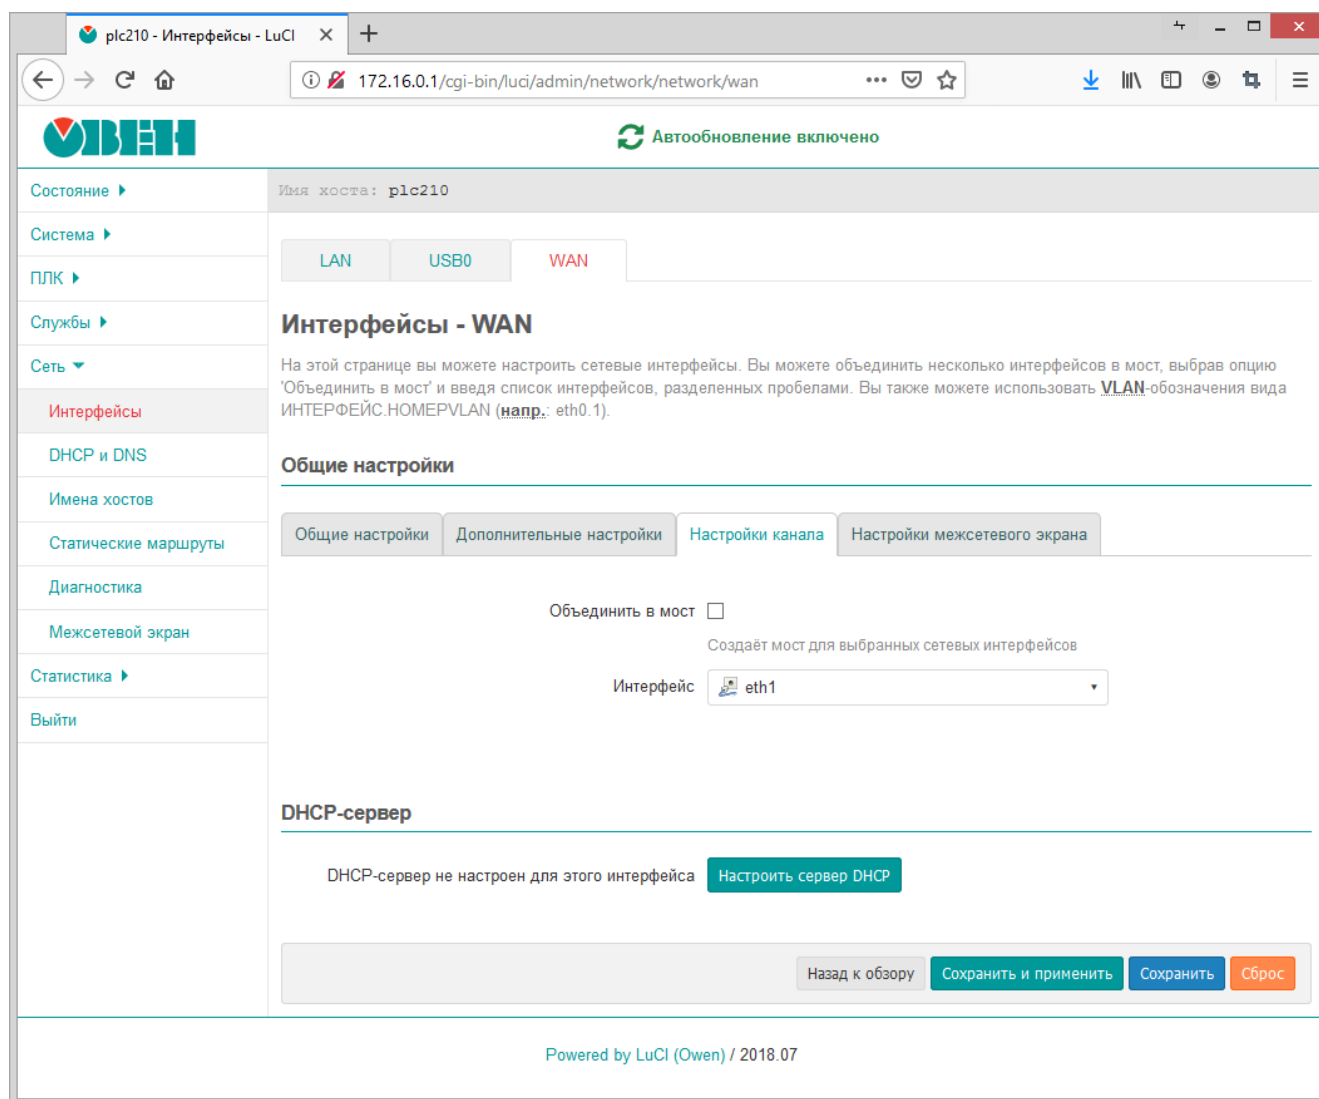 plc210 - Интерфейсы - LuCI
172.16.0.1/cgi-bin/luci/admin/network/network/wan
ОВЕН
Автообновление включено
Состояние
Имя хоста: plc210
Система
ПЛК
Службы
Сеть
Интерфейсы
DHCP и DNS
Имена хостов
Статические маршруты
Диагностика
Межсетевой экран
Статистика
Выйти
LAN USB0 WAN
Интерфейсы - WAN
На этой странице вы можете настроить сетевые интерфейсы. Вы можете объединить несколько интерфейсов в мост, выбрав опцию
'Объединить в мост' и введя список интерфейсов, разделенных пробелами. Вы также можете использовать VLAN-обозначения вида
ИНТЕРФЕЙС.НОМЕРVLAN (напр.: eth0.1).
Общие настройки
Общие настройки Дополнительные настройки Настройки канала Настройки межсетевого экрана
Объединить в мост
Создаёт мост для выбранных сетевых интерфейсов
Интерфейс eth1
DHCP-сервер
DHCP-сервер не настроен для этого интерфейса Настроить сервер DHCP
Назад к обзору Сохранить и применить Сохранить Сброс
Powered by LuCI (Owen) / 2018.07